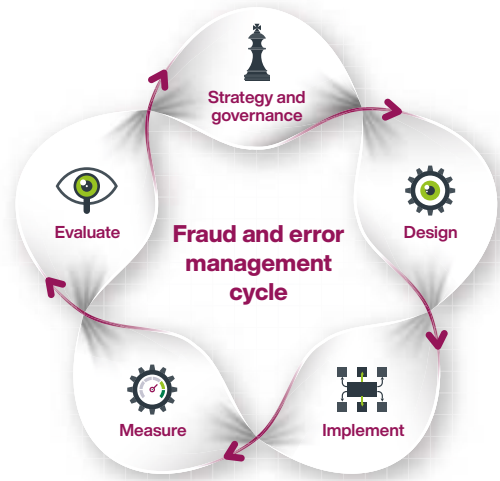 Strategy and
governance
Evaluate
Fraud and error
management
cycle
Design
Measure
Implement